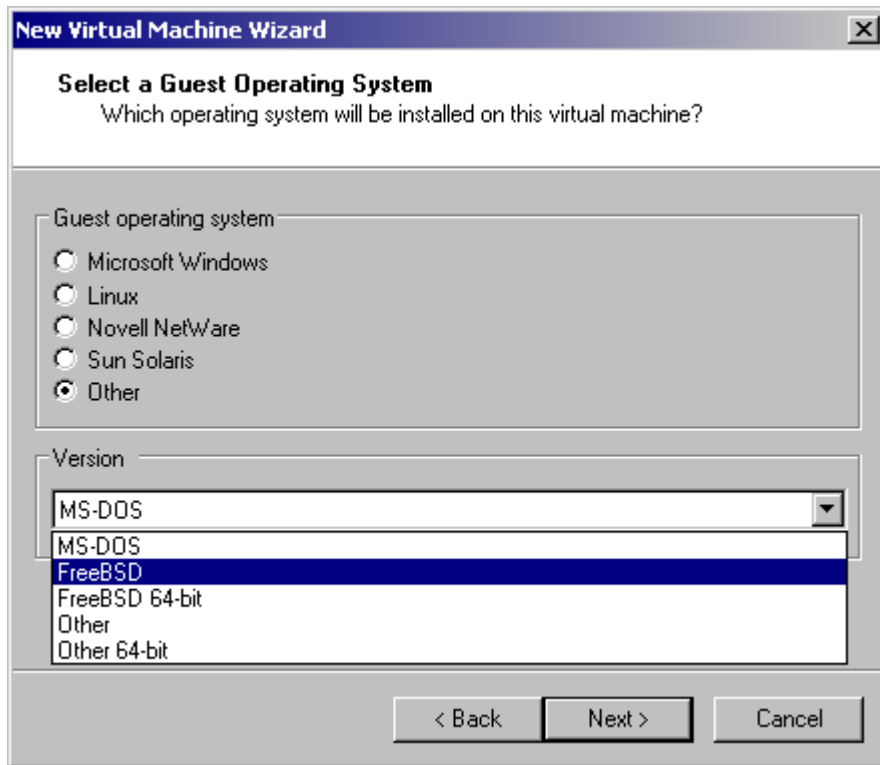 New Virtual Machine Wizard
Select a Guest Operating System
Which operating system will be installed on this virtual machine?
Guest operating system
Microsoft Windows
Linux
Novell NetWare
Sun Solaris
Other
Version
MS-DOS
MS-DOS
FreeBSD
FreeBSD 64-bit
Other
Other 64-bit
< Back Next > Cancel